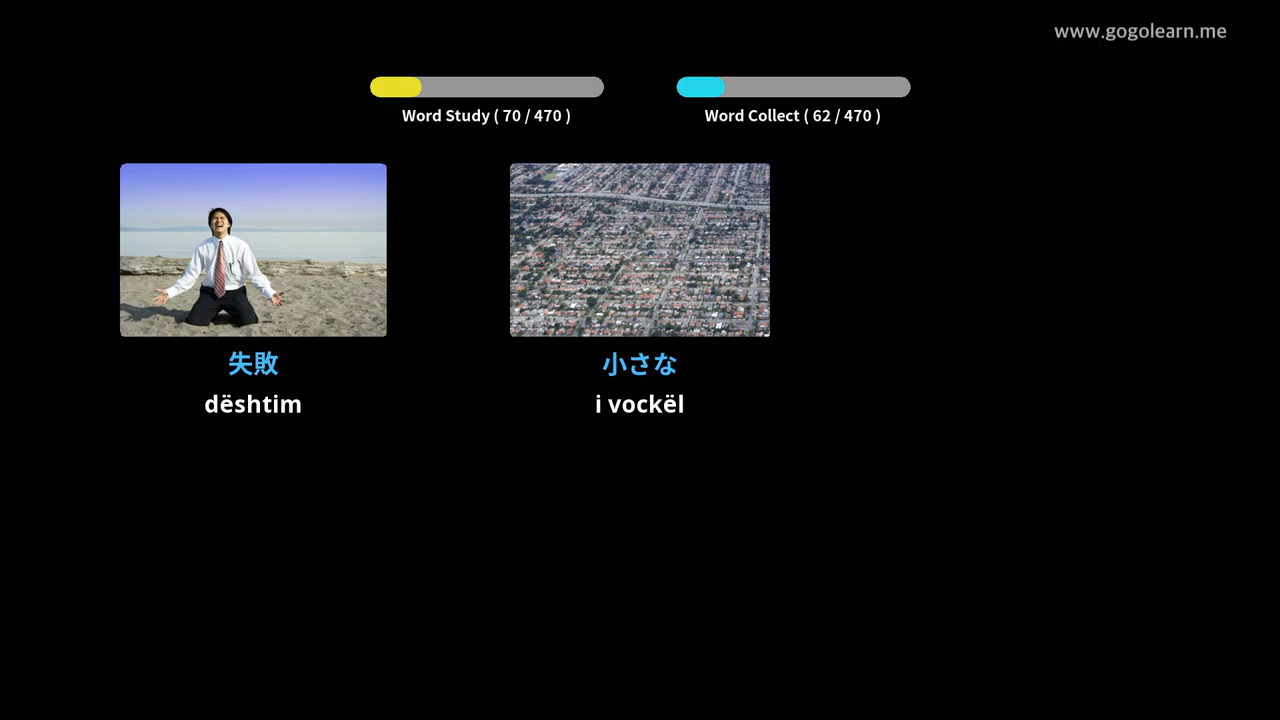 www.gogolearn.me
Word Study ( 70 / 470 )
Word Collect ( 62 / 470 )
失敗
dështim
小さな
i vockël